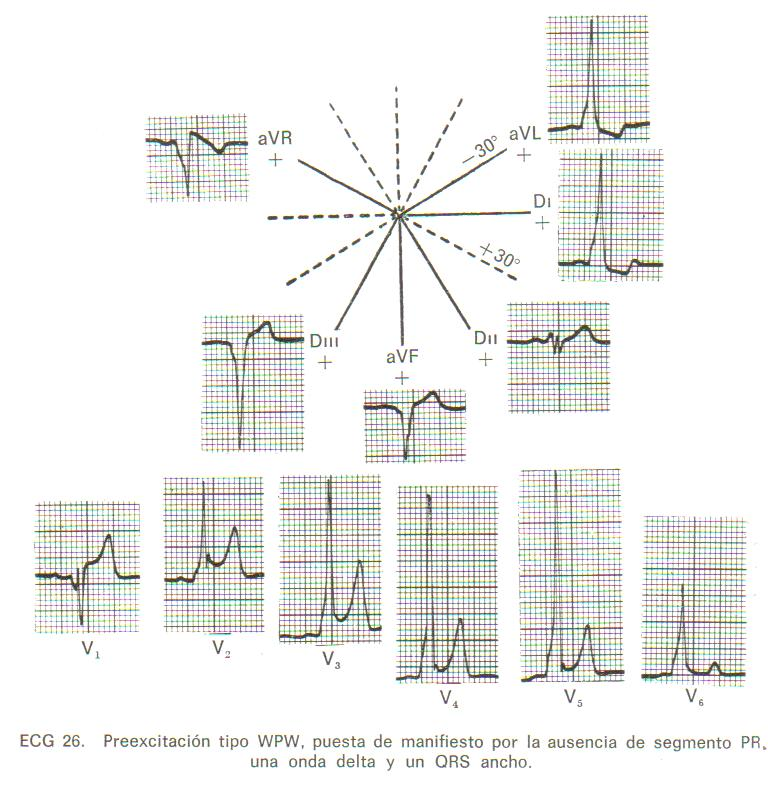 aVR
+
−30°
aVL
+
DI
+
+30°
DIII
+
aVF
+
DII
+
V1
V2
V3
V4
V5
V6
ECG 26. Preexcitación tipo WPW, puesta de manifiesto por la ausencia de segmento PR,
una onda delta y un QRS ancho.